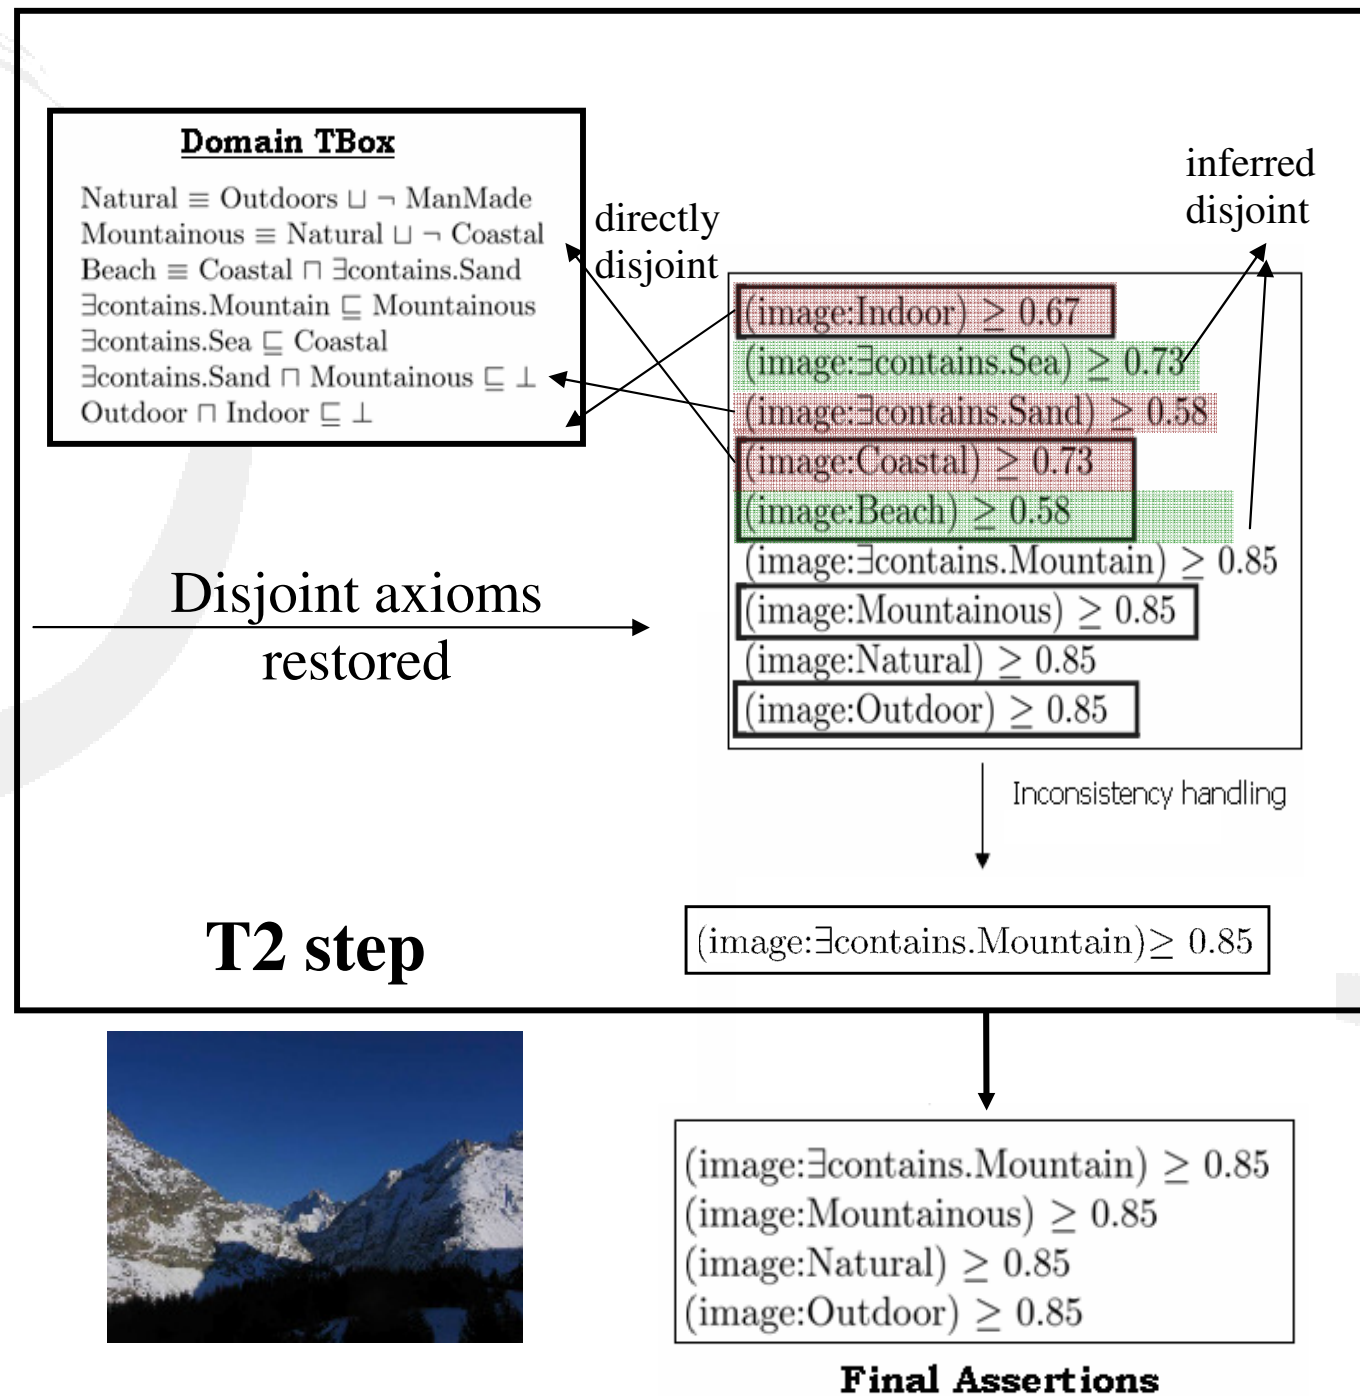 Domain TBox
Natural ≡ Outdoors ⊔ ¬ ManMade
Mountainous ≡ Natural ⊔ ¬ Coastal
Beach ≡ Coastal ⊓ ∃contains.Sand
∃contains.Mountain ⊑ Mountainous
∃contains.Sea ⊑ Coastal
∃contains.Sand ⊓ Mountainous ⊑ ⊥
Outdoor ⊓ Indoor ⊑ ⊥
directly
disjoint
inferred
disjoint
(image:Indoor) ≥ 0.67
(image:∃contains.Sea) ≥ 0.73
(image:∃contains.Sand) ≥ 0.58
(image:Coastal) ≥ 0.73
(image:Beach) ≥ 0.58
(image:∃contains.Mountain) ≥ 0.85
(image:Mountainous) ≥ 0.85
(image:Natural) ≥ 0.85
(image:Outdoor) ≥ 0.85
Disjoint axioms
restored
Inconsistency handling
T2 step
(image:∃contains.Mountain)≥ 0.85
(image:∃contains.Mountain) ≥ 0.85
(image:Mountainous) ≥ 0.85
(image:Natural) ≥ 0.85
(image:Outdoor) ≥ 0.85
Final Assertions